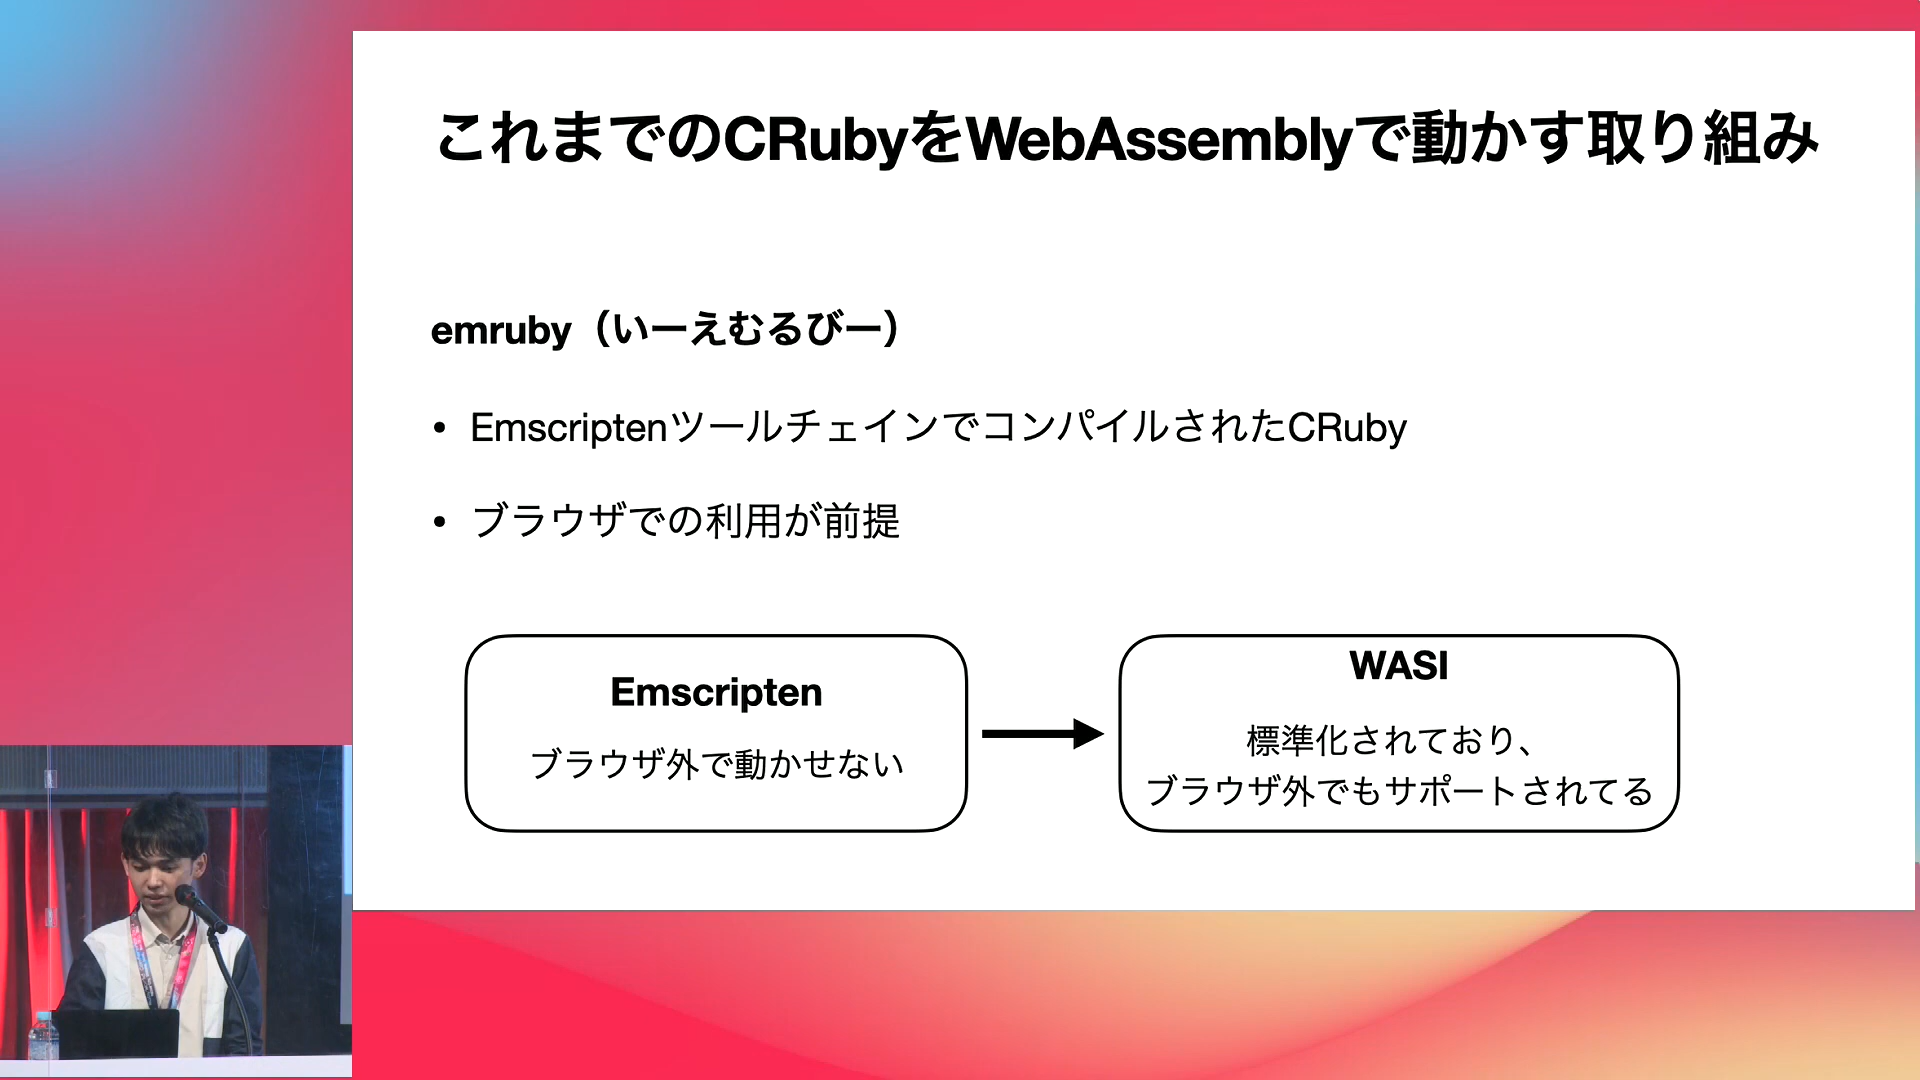 これまでのCRubyをWebAssemblyで動かす取り組み
emruby（いーえむるびー）
• EmscriptenツールチェインでコンパイルされたCRuby
• ブラウザでの利用が前提
Emscripten
ブラウザ外で動かせない
WASI
標準化されており、
ブラウザ外でもサポートされてる